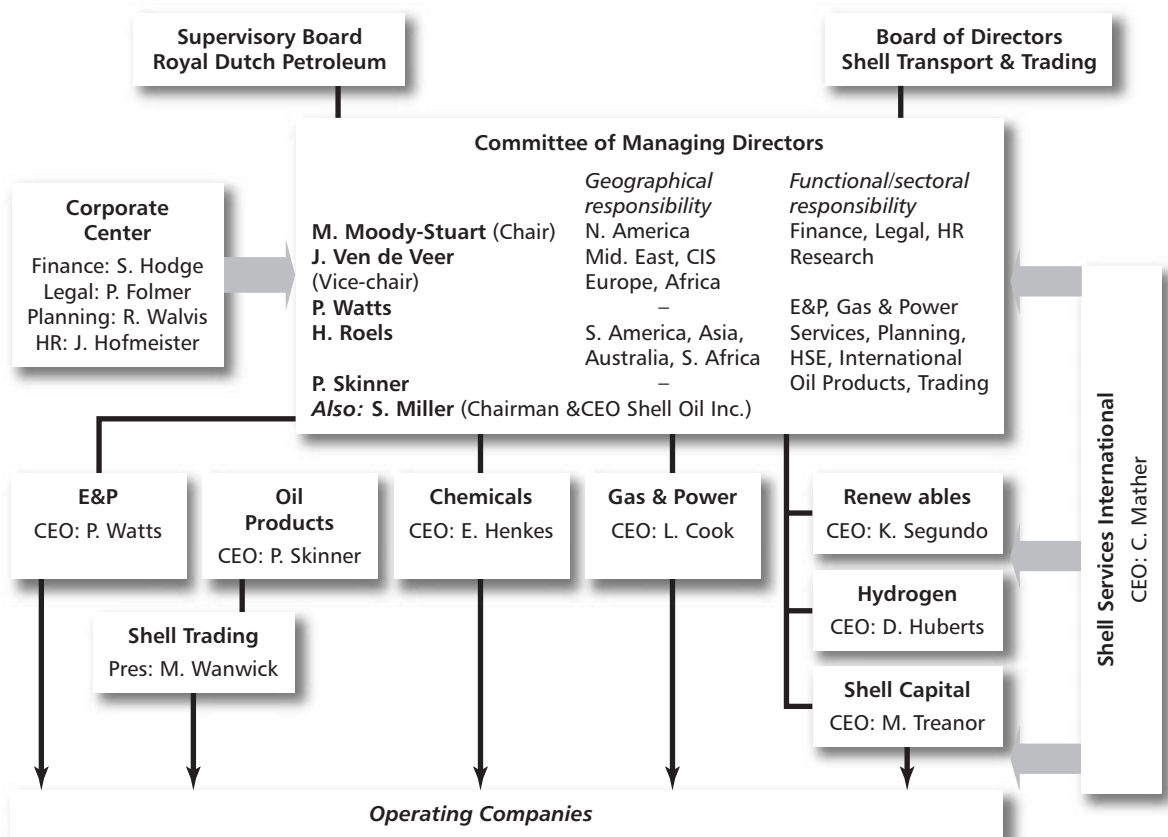 Supervisory Board
Royal Dutch Petroleum
Board of Directors
Shell Transport & Trading
Committee of Managing Directors
Geographical
responsibility
Functional/sectoral
responsibility
M. Moody-Stuart (Chair) N. America Finance, Legal, HR
J. Ven de Veer Mid. East, CIS Research
(Vice-chair) Europe, Africa
P. Watts – E&P, Gas & Power
H. Roels S. America, Asia, Services, Planning,
Australia, S. Africa HSE, International
P. Skinner – Oil Products, Trading
Also: S. Miller (Chairman &CEO Shell Oil Inc.)
Corporate
Center
Finance: S. Hodge
Legal: P. Folmer
Planning: R. Walvis
HR: J. Hofmeister
E&P
CEO: P. Watts
Oil
Products
CEO: P. Skinner
Shell Trading
Pres: M. Wanwick
Chemicals
CEO: E. Henkes
Gas & Power
CEO: L. Cook
Renew ables
CEO: K. Segundo
Hydrogen
CEO: D. Huberts
Shell Capital
CEO: M. Treanor
Shell Services International
CEO: C. Mather
Operating Companies